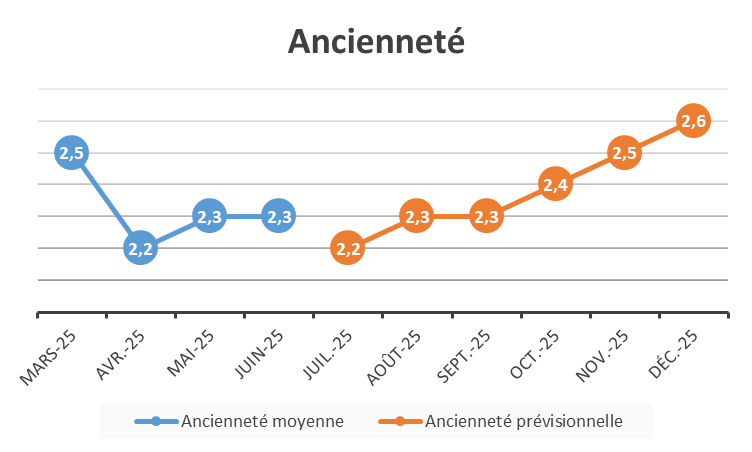 Ancienneté
2,5
2,2
2,3
2,3
2,2
2,3
2,3
2,4
2,5
2,6
MARS-25
AVR.-25
MAI-25
JUIN-25
JUIL.-25
AOÛT-25
SEPT.-25
OCT.-25
NOV.-25
DÉC.-25
Ancienneté moyenne
Ancienneté prévisionnelle